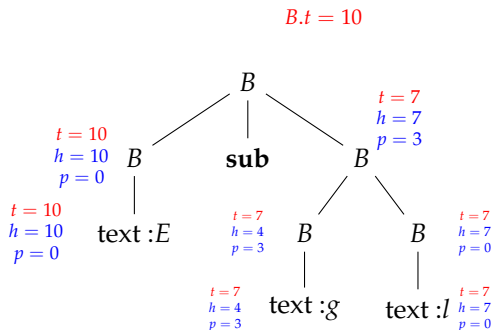 B.t = 10
B
t = 10
h = 10
p = 0
B
sub
B
t = 7
h = 7
p = 3
t = 10
h = 10
p = 0
text :E
t = 7
h = 4
p = 3
B
B
t = 7
h = 7
p = 0
t = 7
h = 4
p = 3
text :g
text :l
t = 7
h = 7
p = 0